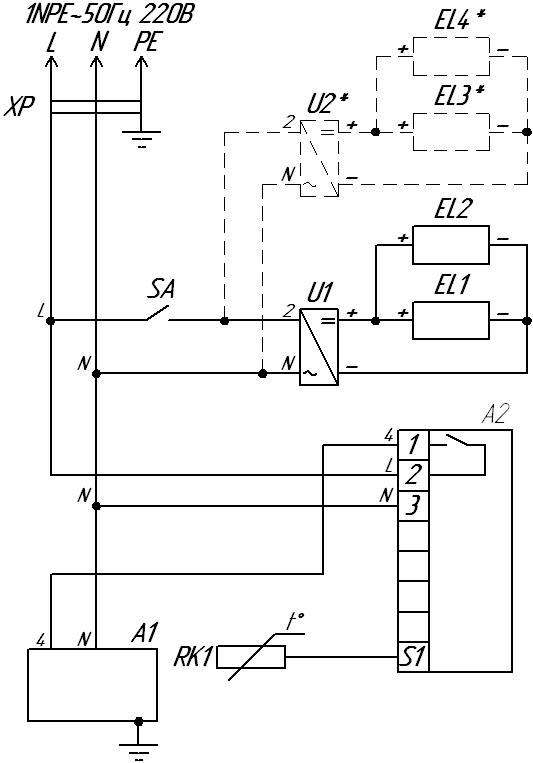 1NPE~50Гц 220В
L N PE
XP
EL4*
+ –
U2*
EL3*
2 = + + –
N ~ –
EL2
+ –
SA
U1
EL1
L 2 = + + –
N N ~ –
A2
4 1
L 2
N N 3
4 N A1
t°
RK1
S1